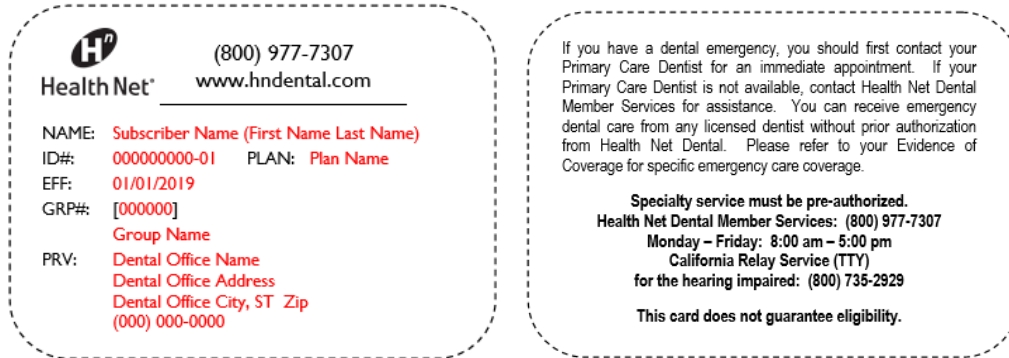 Hn
Health Net®
(800) 977-7307
www.hndental.com
NAME: Subscriber Name (First Name Last Name)
ID#: 000000000-01 PLAN: Plan Name
EFF: 01/01/2019
GRP#: [000000]
Group Name
PRV: Dental Office Name
Dental Office Address
Dental Office City, ST Zip
(000) 000-0000
If you have a dental emergency, you should first contact your
Primary Care Dentist for an immediate appointment. If your
Primary Care Dentist is not available, contact Health Net Dental
Member Services for assistance. You can receive emergency
dental care from any licensed dentist without prior authorization
from Health Net Dental. Please refer to your Evidence of
Coverage for specific emergency care coverage.
Specialty service must be pre-authorized.
Health Net Dental Member Services: (800) 977-7307
Monday – Friday: 8:00 am – 5:00 pm
California Relay Service (TTY)
for the hearing impaired: (800) 735-2929
This card does not guarantee eligibility.